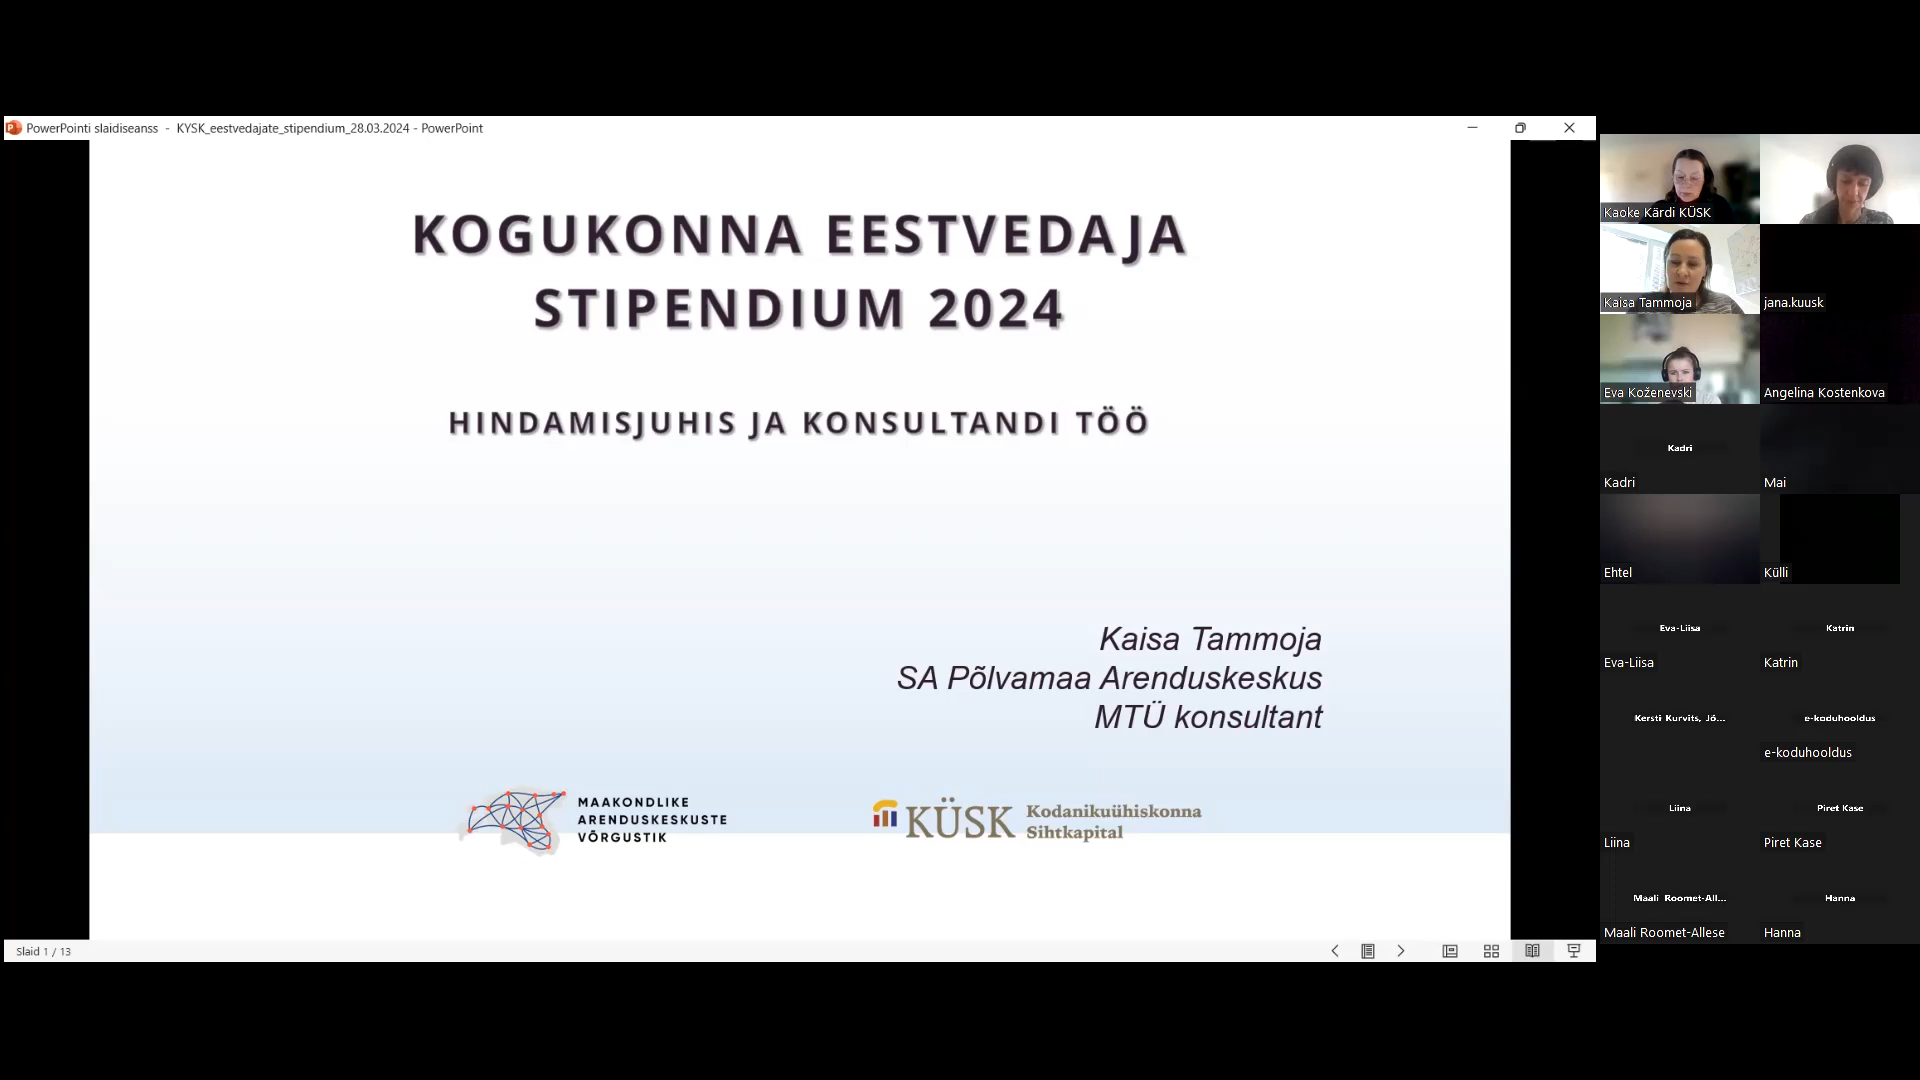 PowerPointi slaidiseanss - KYSK_eestvedajate_stipendium_28.03.2024 - PowerPoint
KOGUKONNA EESTVEDAJA
STIPENDIUM 2024
HINDAMISJUHIS JA KONSULTANDI TÖÖ
Kaisa Tammoja
SA Põlvamaa Arenduskeskus
MTÜ konsultant
MAAKONDLIKE
ARENDUSKESKUSTE
VÕRGUSTIK
KÜSK
Kodanikuühiskonna
Sihtkapital
Slaid 1 / 13
Kaoke Kärdi KÜSK
Kaisa Tammoja
jana.kuusk
Eva Koženevski
Angelina Kostenkova
Kadri
Kadri
Mai
Ehtel
Külli
Eva-Liisa
Katrin
Eva-Liisa
Katrin
Kersti Kurvits, Jõ...
e-koduhooldus
e-koduhooldus
Liina
Piret Kase
Liina
Piret Kase
Maali Roomet-All...
Hanna
Maali Roomet-Allese
Hanna